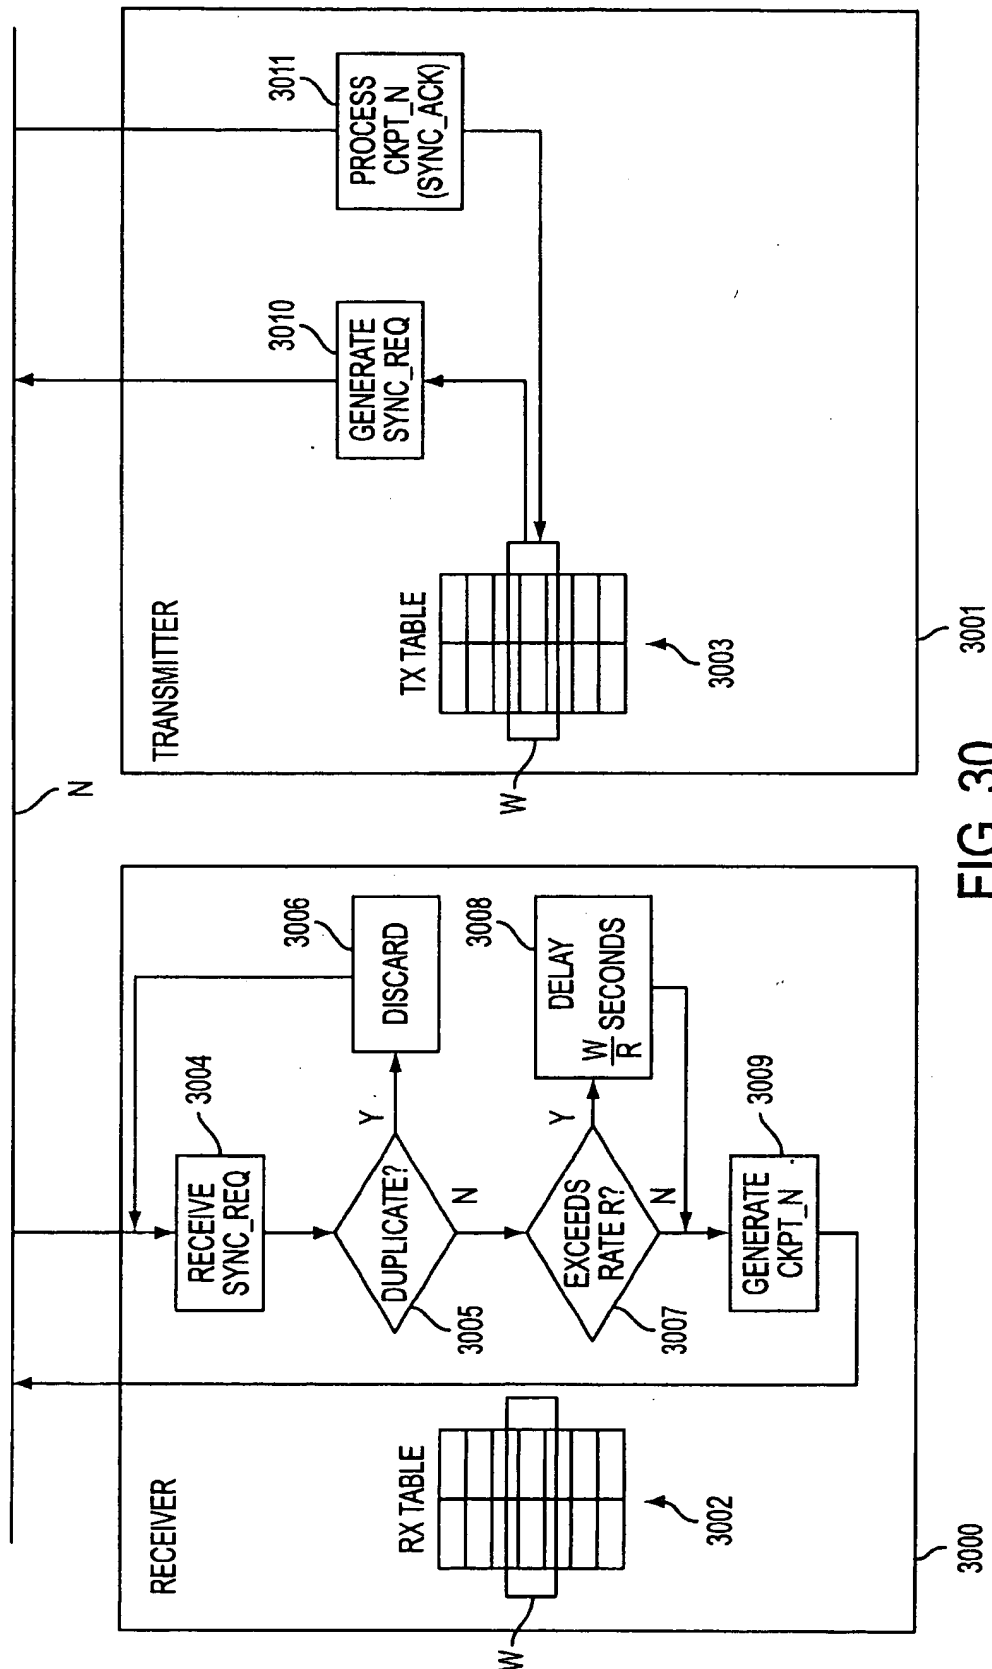 N
RECEIVER
RX TABLE
W
3002
3000
RECEIVE
SYNC_REQ
3004
DUPLICATE?
3005
Y
N
DISCARD
3006
EXCEEDS
RATE R?
3007
Y
N
DELAY
W
R
SECONDS
3008
GENERATE
CKPT_N
3009
TRANSMITTER
TX TABLE
W
3003
3001
GENERATE
SYNC_REQ
3010
PROCESS
CKPT_N
(SYNC_ACK)
3011
FIG. 30